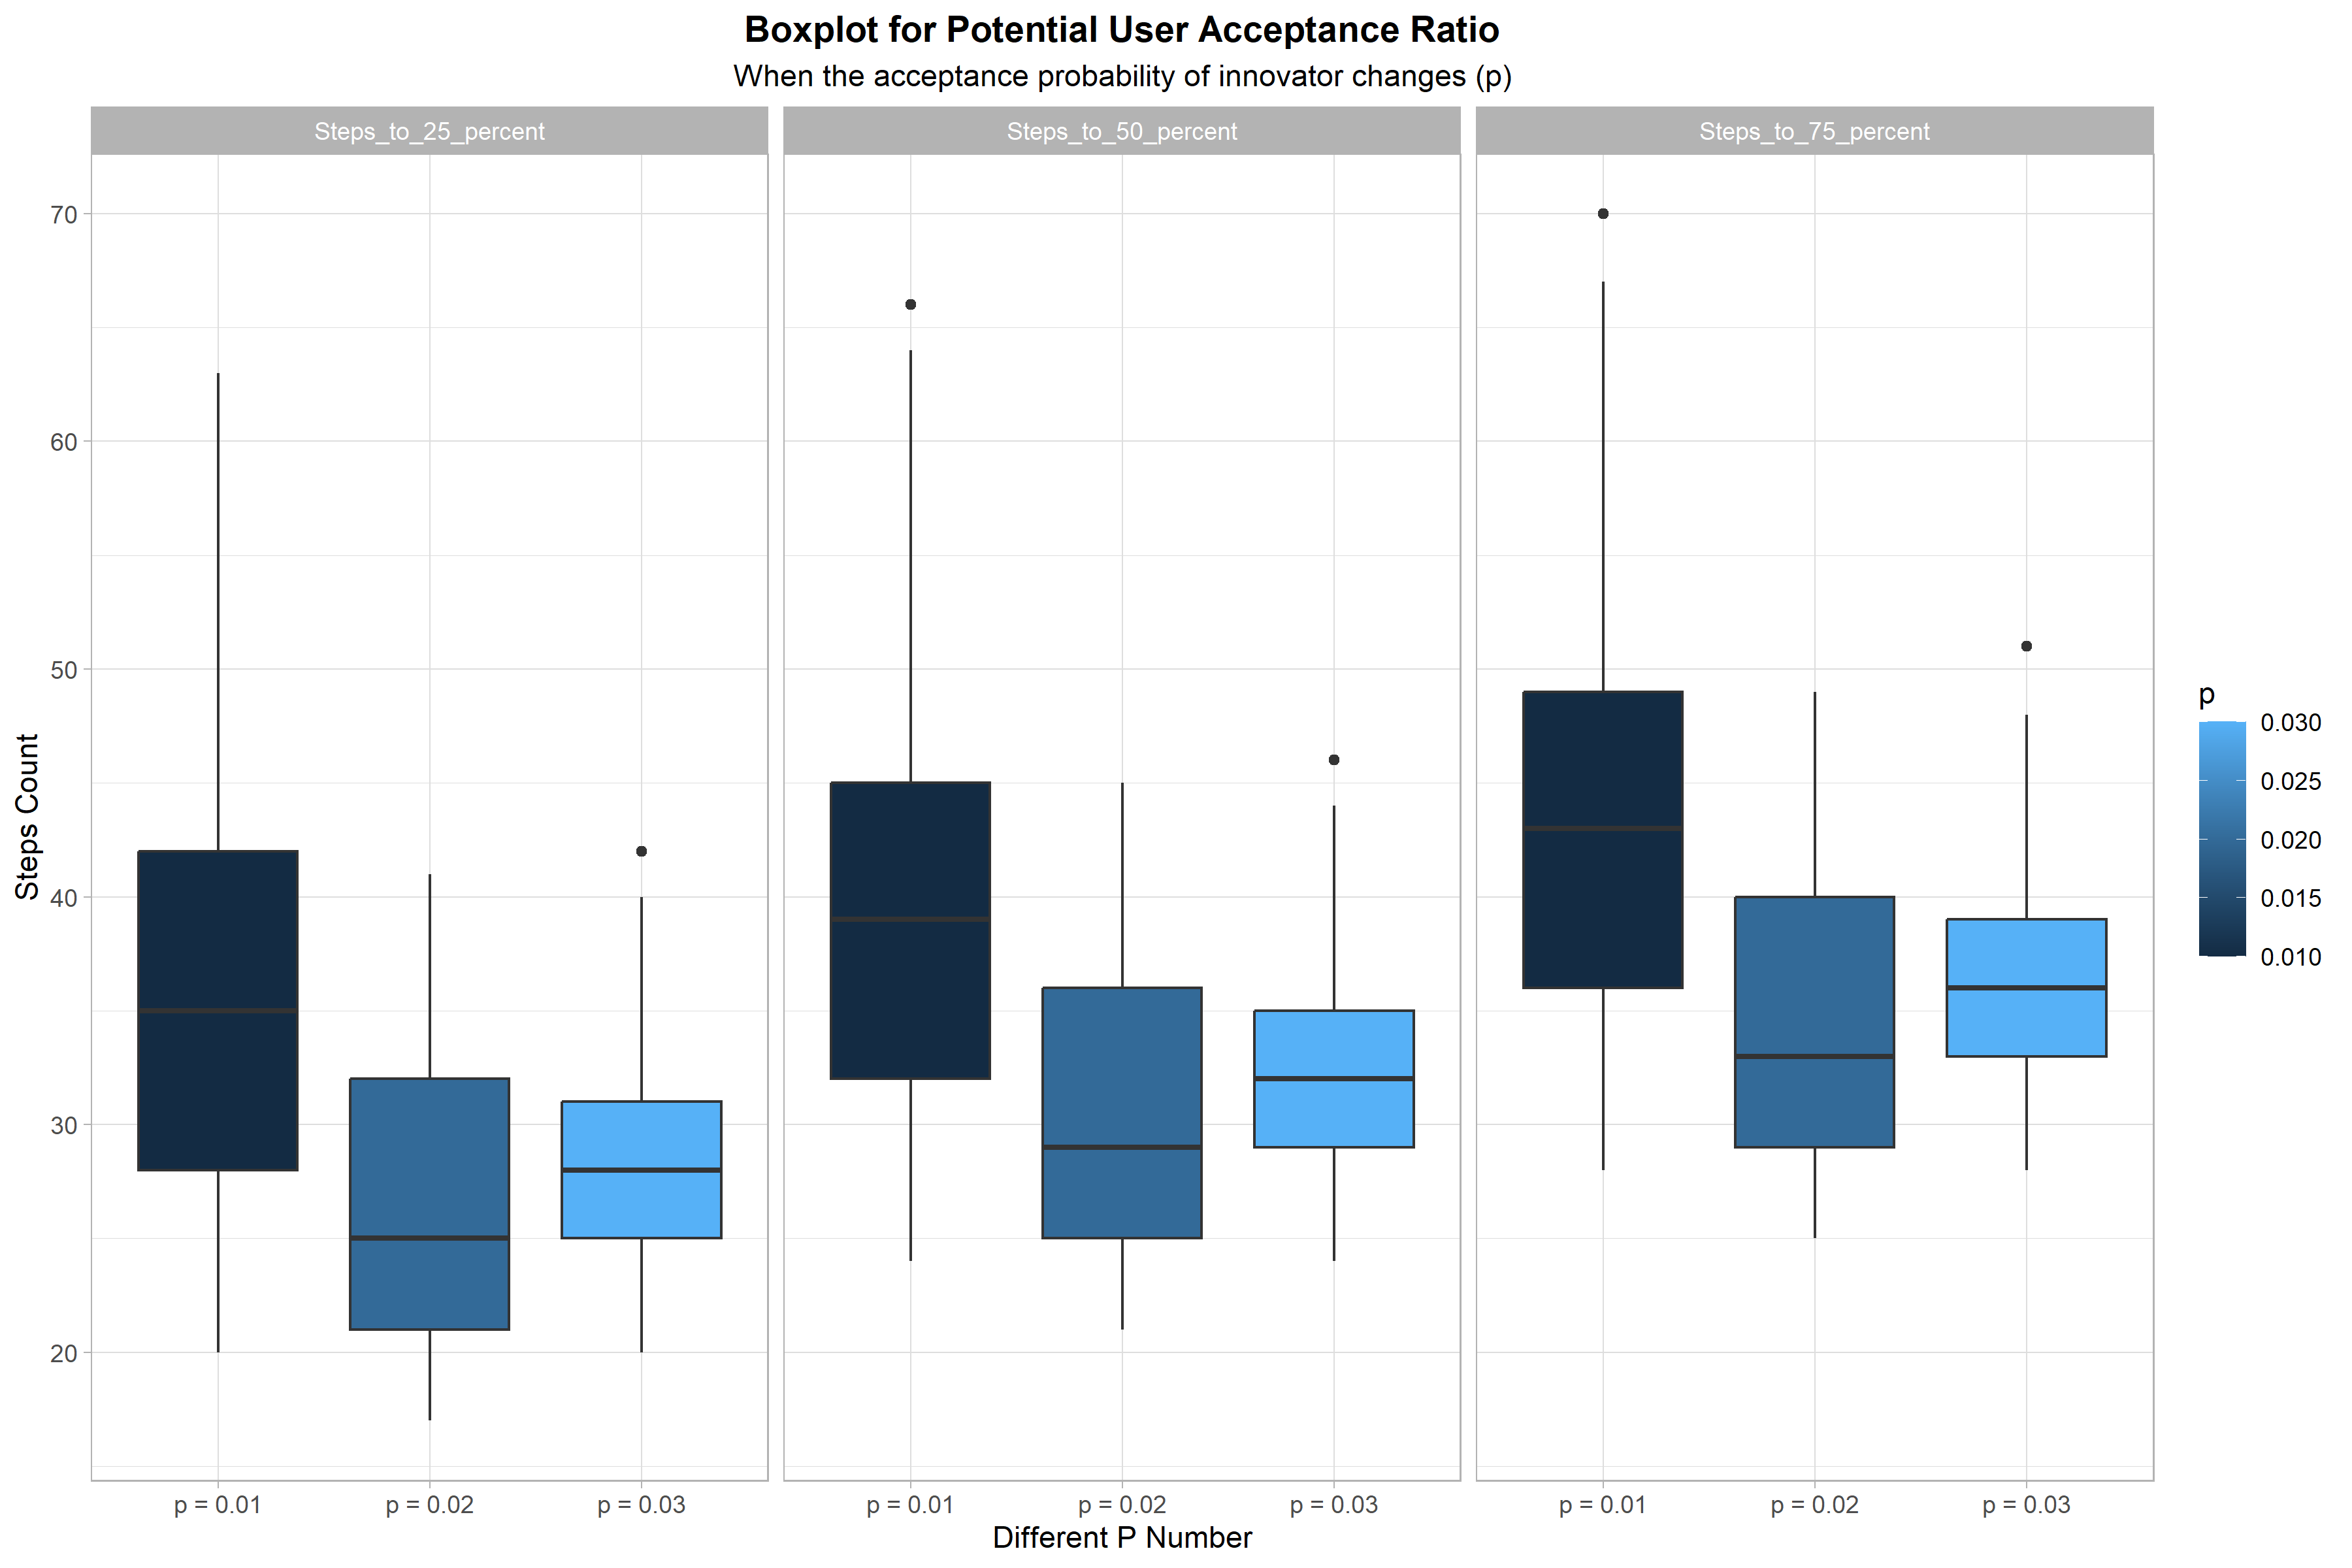 Boxplot for Potential User Acceptance Ratio
When the acceptance probability of innovator changes (p)
Steps_to_25_percent
Steps_to_50_percent
Steps_to_75_percent
Steps Count
70
60
50
40
30
20
p = 0.01
p = 0.02
p = 0.03
p = 0.01
p = 0.02
p = 0.03
p = 0.01
p = 0.02
p = 0.03
Different P Number
p
0.030
0.025
0.020
0.015
0.010